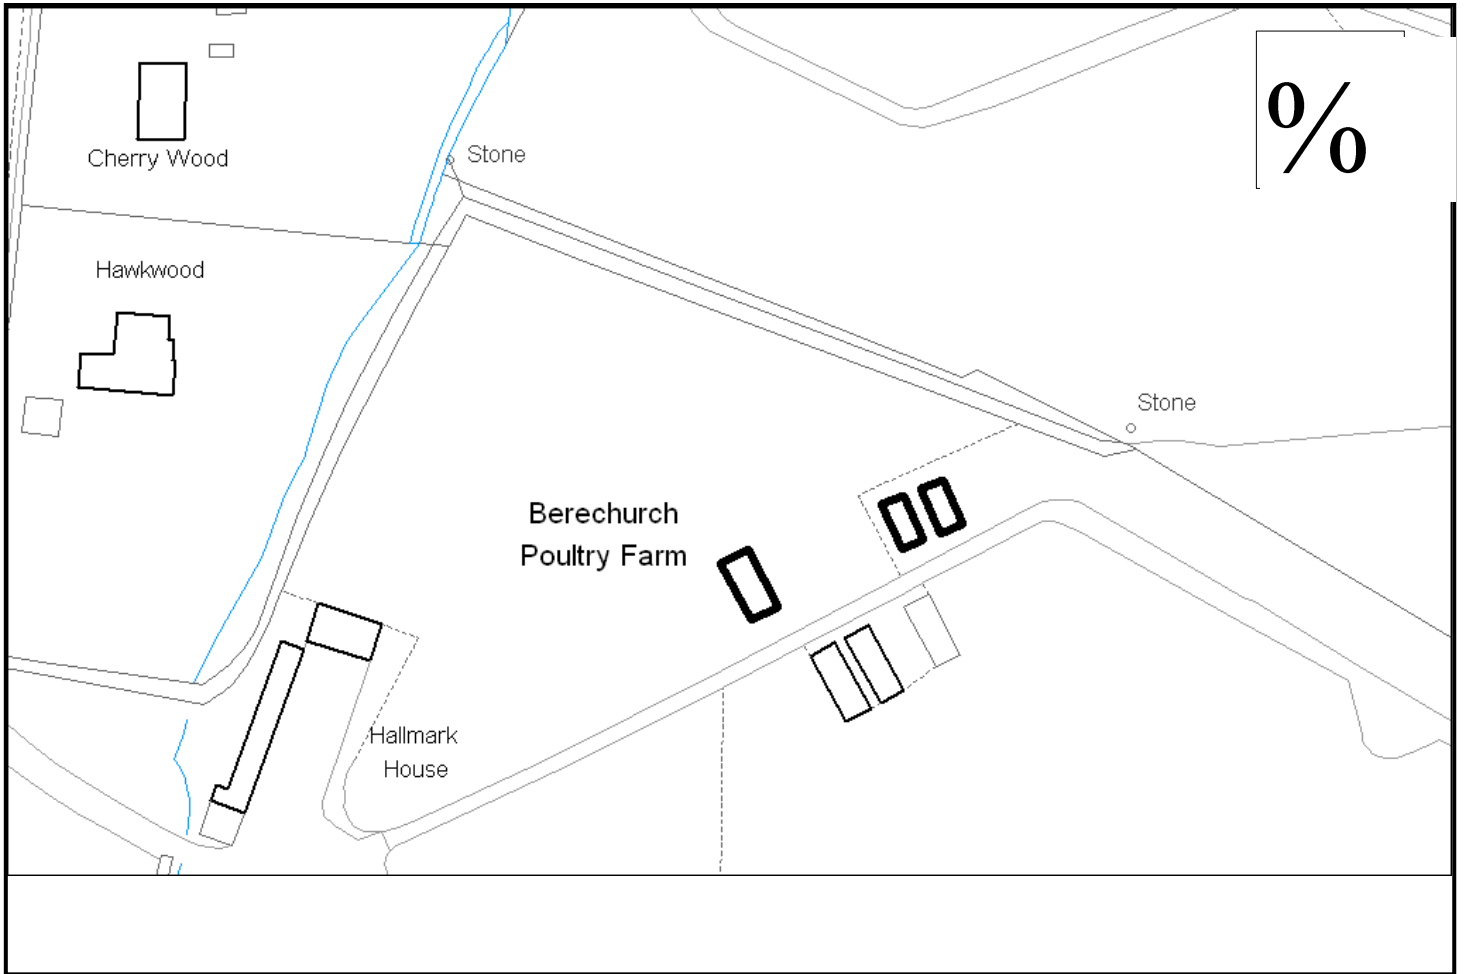 %
Cherry Wood
Stone
Hawkwood
Stone
Berechurch
Poultry Farm
Hallmark
House